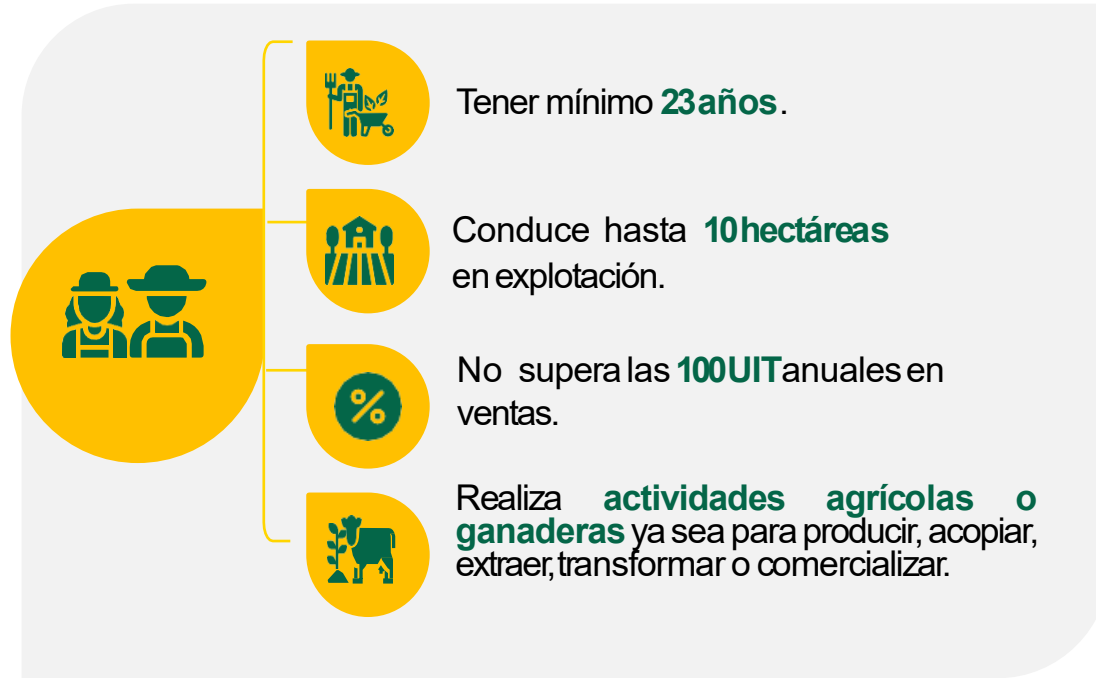 Tener mínimo 23 años.
Conduce hasta 10 hectáreas
en explotación.
No supera las 100 UIT anuales en
ventas.
Realiza actividades agrícolas o
ganaderas ya sea para producir, acopiar,
extraer, transformar o comercializar.